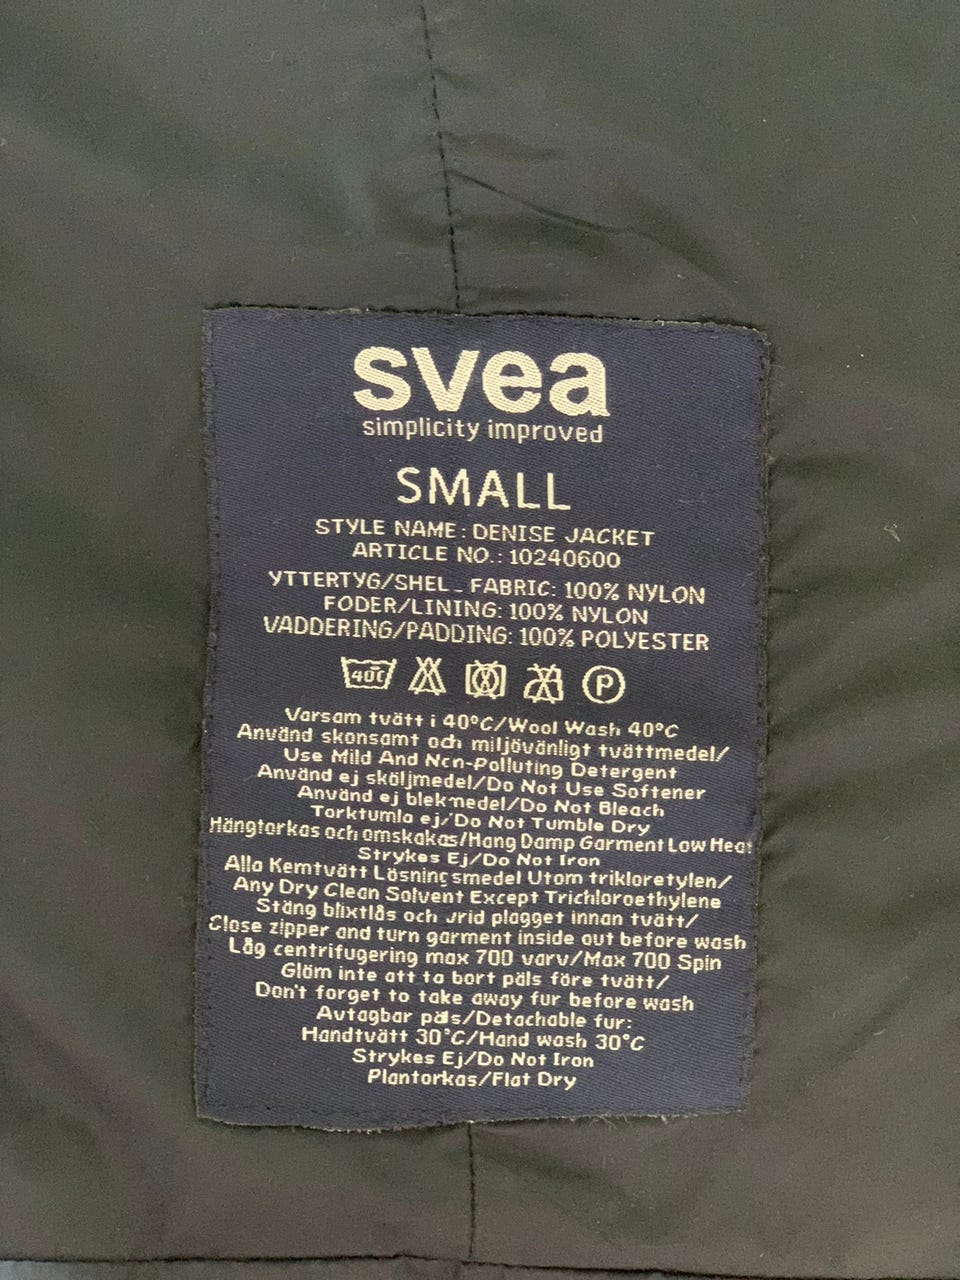 svea
simplicity improved
SMALL
STYLE NAME: DENISE JACKET
ARTICLE NO.: 10240600
YTTERTYG/SHEL_ FABRIC: 100% NYLON
FODER/LINING: 100% NYLON
VADDERING/PADDING: 100% POLYESTER
40C P
Varsam tvätt i 40°C/Wool Wash 40°C
Använd skonsamt och miljövänligt tvättmedel/
Use Mild And Non-Polluting Detergent
Använd ej sköljmedel/Do Not Use Softener
Använd ej blekmedel/Do Not Bleach
Torktumla ej/Do Not Tumble Dry
Hängtorkas och omskakas/Hang Damp Garment Low Heat
Strykes Ej/Do Not Iron
Alla Kemtvätt Lösningsmedel Utom trikloretylen/
Any Dry Clean Solvent Except Trichloroethylene
Stäng blixtlås och vrid plagget innan tvätt/
Close zipper and turn garment inside out before wash
Låg centrifugering max 700 varv/Max 700 Spin
Glöm inte att ta bort päls före tvätt/
Don't forget to take away fur before wash
Avtagbar päls/Detachable fur:
Handtvätt 30°C/Hand wash 30°C
Strykes Ej/Do Not Iron
Plantorkas/Flat Dry